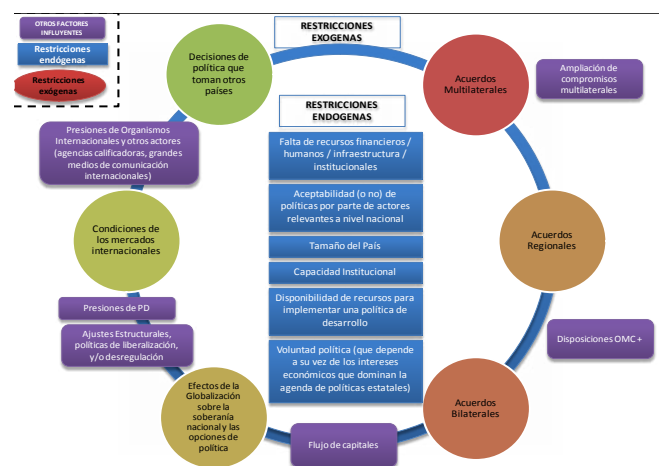 OTROS FACTORES
INFLUYENTES
Restricciones
endógenas
Restricciones
exógenas
RESTRICCIONES
EXOGENAS
Decisiones de
política que
toman otros
países
Acuerdos
Multilaterales
Ampliación de
compromisos
multilaterales
Presiones de Organismos
Internacionales y otros actores
(agencias calificadoras, grandes
medios de comunicación
internacionales)
RESTRICCIONES
ENDOGENAS
Falta de recursos financieros /
humanos / infraestructura /
institucionales
Aceptabilidad (o no) de
políticas por parte de actores
relevantes a nivel nacional
Tamaño del País
Capacidad Institucional
Disponibilidad de recursos para
implementar una política de
desarrollo
Voluntad política (que depende
a su vez de los intereses
económicos que dominan la
agenda de políticas estatales)
Condiciones de
los mercados
internacionales
Acuerdos
Regionales
Presiones de PD
Ajustes Estructurales,
políticas de liberalización,
y/o desregulación
Disposiciones OMC +
Efectos de la
Globalización
sobre la
soberanía
nacional y las
opciones de
política
Flujo de capitales
Acuerdos
Bilaterales